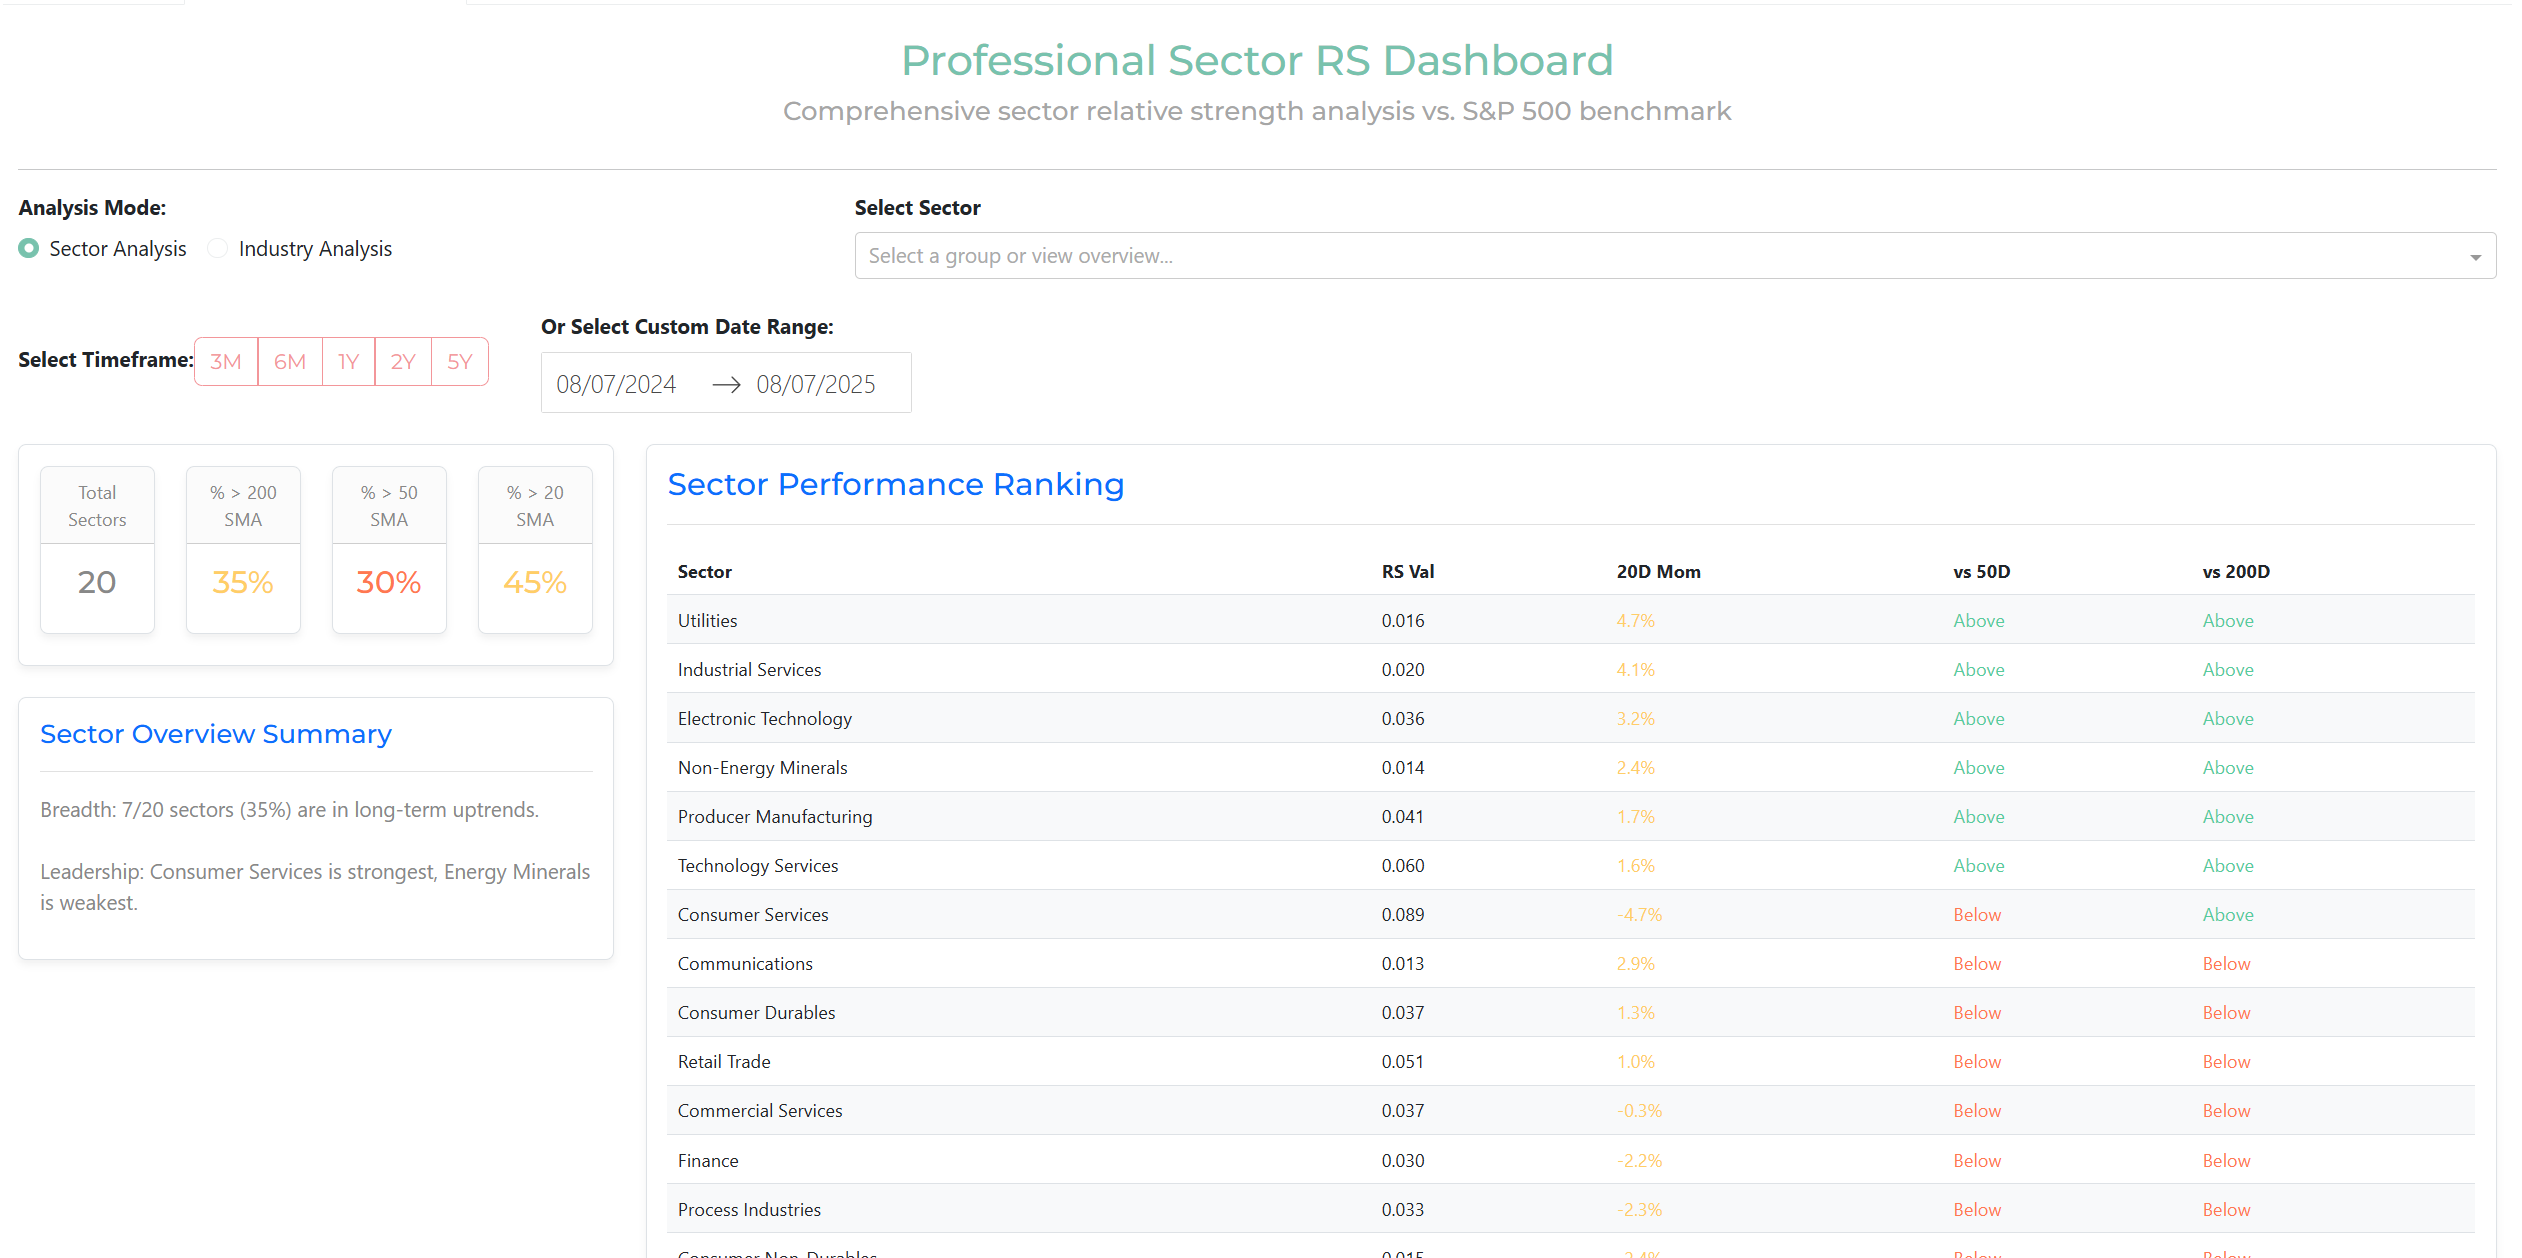 Professional Sector RS Dashboard
Comprehensive sector relative strength analysis vs. S&P 500 benchmark
Analysis Mode:
Sector Analysis Industry Analysis
Select Sector
Select a group or view overview...
Select Timeframe: 3M 6M 1Y 2Y 5Y
Or Select Custom Date Range:
08/07/2024 → 08/07/2025
Total Sectors
20
% > 200 SMA
35%
% > 50 SMA
30%
% > 20 SMA
45%
Sector Overview Summary
Breadth: 7/20 sectors (35%) are in long-term uptrends.
Leadership: Consumer Services is strongest, Energy Minerals
is weakest.
Sector Performance Ranking
Sector RS Val 20D Mom vs 50D vs 200D
Utilities 0.016 4.7% Above Above
Industrial Services 0.020 4.1% Above Above
Electronic Technology 0.036 3.2% Above Above
Non-Energy Minerals 0.014 2.4% Above Above
Producer Manufacturing 0.041 1.7% Above Above
Technology Services 0.060 1.6% Above Above
Consumer Services 0.089 -4.7% Below Above
Communications 0.013 2.9% Below Below
Consumer Durables 0.037 1.3% Below Below
Retail Trade 0.051 1.0% Below Below
Commercial Services 0.037 -0.3% Below Below
Finance 0.030 -2.2% Below Below
Process Industries 0.033 -2.3% Below Below
Consumer Non-Durables 0.015 -2.4% Below Below